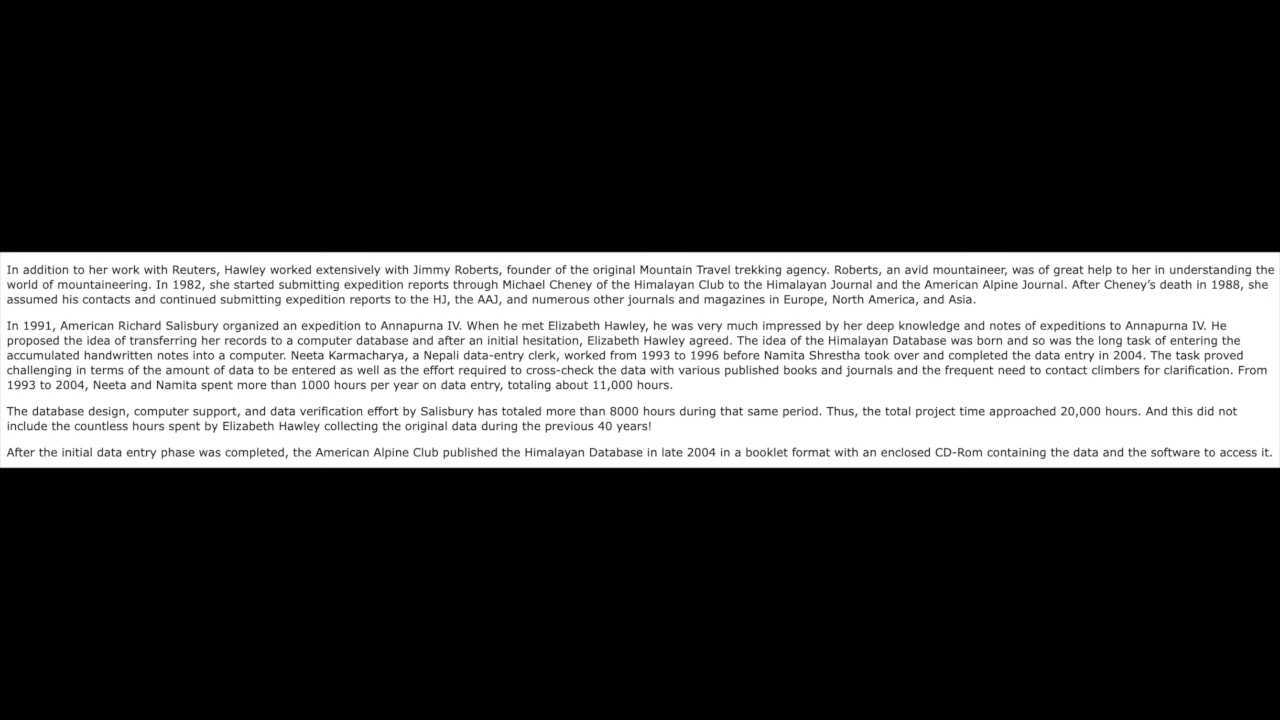 In addition to her work with Reuters, Hawley worked extensively with Jimmy Roberts, founder of the original Mountain Travel trekking agency. Roberts, an avid mountaineer, was of great help to her in understanding the
world of mountaineering. In 1982, she started submitting expedition reports through Michael Cheney of the Himalayan Club to the Himalayan Journal and the American Alpine Journal. After Cheney’s death in 1988, she
assumed his contacts and continued submitting expedition reports to the HJ, the AAJ, and numerous other journals and magazines in Europe, North America, and Asia.
In 1991, American Richard Salisbury organized an expedition to Annapurna IV. When he met Elizabeth Hawley, he was very much impressed by her deep knowledge and notes of expeditions to Annapurna IV. He
proposed the idea of transferring her records to a computer database and after an initial hesitation, Elizabeth Hawley agreed. The idea of the Himalayan Database was born and so was the long task of entering the
accumulated handwritten notes into a computer. Neeta Karmacharya, a Nepali data-entry clerk, worked from 1993 to 1996 before Namita Shrestha took over and completed the data entry in 2004. The task proved
challenging in terms of the amount of data to be entered as well as the effort required to cross-check the data with various published books and journals and the frequent need to contact climbers for clarification. From
1993 to 2004, Neeta and Namita spent more than 1000 hours per year on data entry, totaling about 11,000 hours.
The database design, computer support, and data verification effort by Salisbury has totaled more than 8000 hours during that same period. Thus, the total project time approached 20,000 hours. And this did not
include the countless hours spent by Elizabeth Hawley collecting the original data during the previous 40 years!
After the initial data entry phase was completed, the American Alpine Club published the Himalayan Database in late 2004 in a booklet format with an enclosed CD-Rom containing the data and the software to access it.